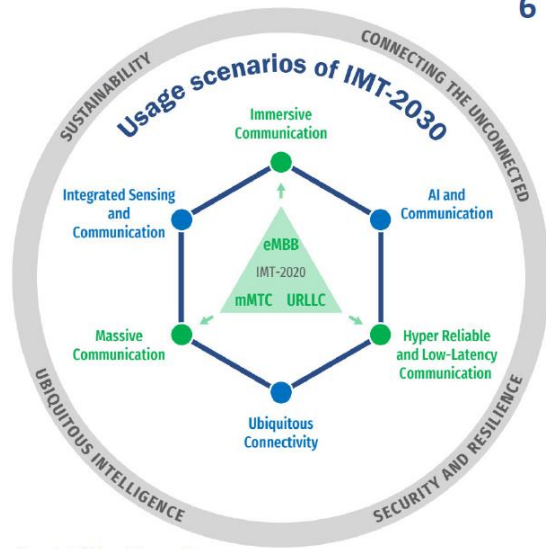 6
SUSTAINABILITY
CONNECTING THE UNCONNECTED
Usage scenarios of IMT-2030
Immersive
Communication
Integrated Sensing
and
Communication
AI and
Communication
eMBB
IMT-2020
mMTC URLLC
Massive
Communication
Hyper Reliable
and Low-Latency
Communication
Ubiquitous
Connectivity
UBIQUITOUS INTELLIGENCE
SECURITY AND RESILIENCE